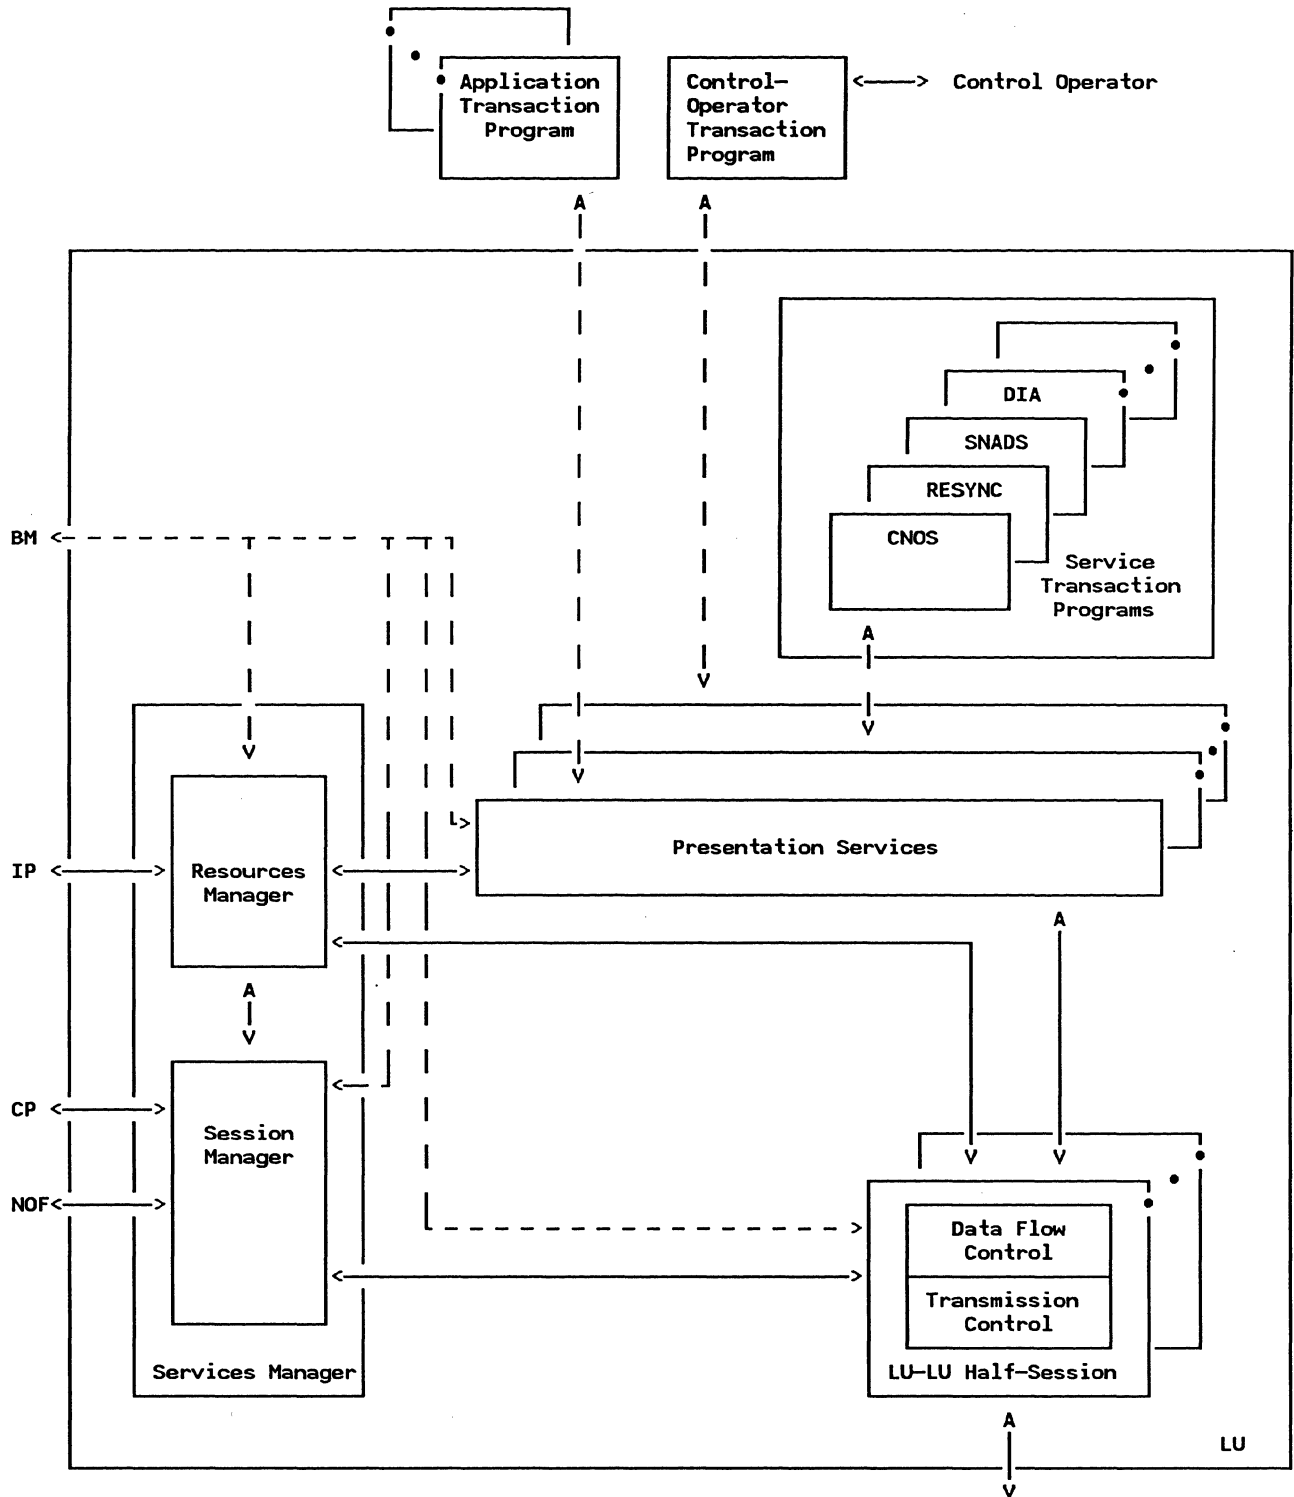 Application
Transaction
Program
Control-
Operator
Transaction
Program
Control Operator
DIA
SNADS
RESYNC
CNOS
Service
Transaction
Programs
BM
Presentation Services
IP
Resources
Manager
CP
Session
Manager
NOF
Data Flow
Control
Transmission
Control
Services Manager
LU-LU Half-Session
LU